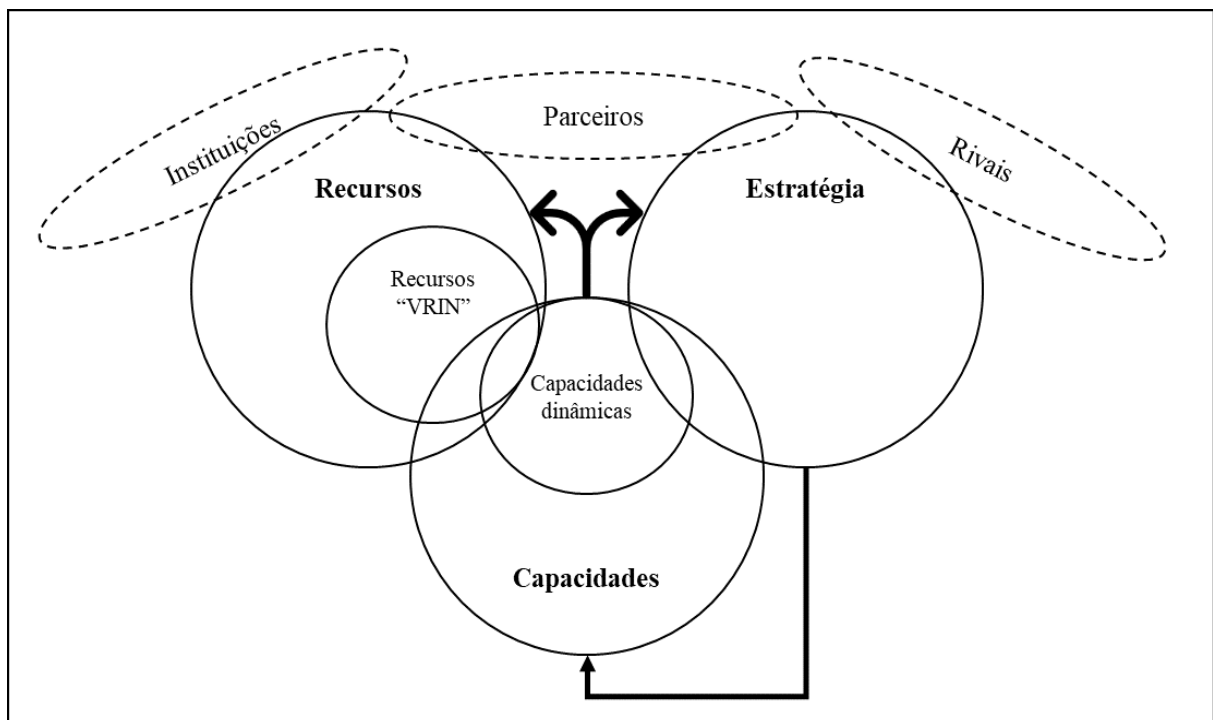 Instituições
Parceiros
Rivais
Recursos
Estratégia
Recursos
“VRIN”
Capacidades
dinâmicas
Capacidades